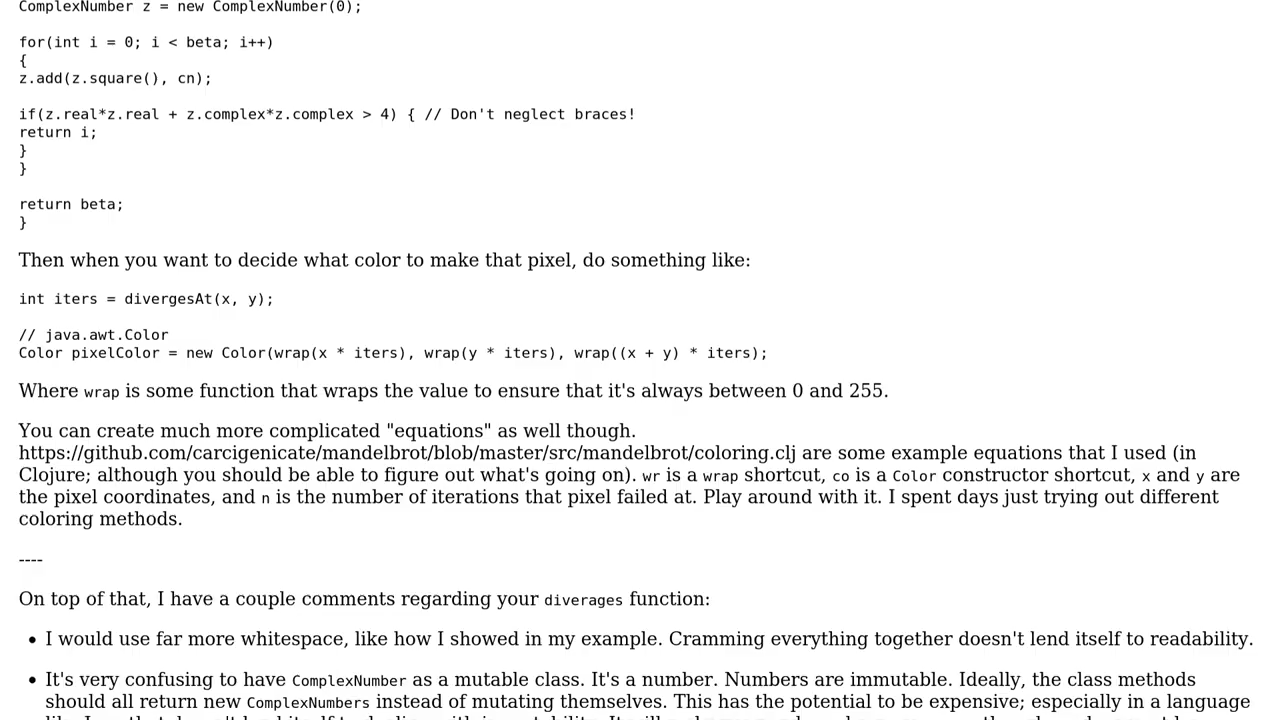 ComplexNumber z = new ComplexNumber(0);
for(int i = 0; i < beta; i++)
{
z.add(z.square(), cn);
if(z.real*z.real + z.complex*z.complex > 4) { // Don't neglect braces!
return i;
}
}
return beta;
}
Then when you want to decide what color to make that pixel, do something like:
int iters = divergesAt(x, y);
// java.awt.Color
Color pixelColor = new Color(wrap(x * iters), wrap(y * iters), wrap((x + y) * iters);
Where wrap is some function that wraps the value to ensure that it's always between 0 and 255.
You can create much more complicated "equations" as well though.
https://github.com/carcigenicate/mandelbrot/blob/master/src/mandelbrot/coloring.clj are some example equations that I used (in
Clojure; although you should be able to figure out what's going on). wr is a wrap shortcut, co is a Color constructor shortcut, x and y are
the pixel coordinates, and n is the number of iterations that pixel failed at. Play around with it. I spent days just trying out different
coloring methods.
----
On top of that, I have a couple comments regarding your diverages function:
• I would use far more whitespace, like how I showed in my example. Cramming everything together doesn't lend itself to readability.
• It's very confusing to have ComplexNumber as a mutable class. It's a number. Numbers are immutable. Ideally, the class methods
should all return new ComplexNumbers instead of mutating themselves. This has the potential to be expensive; especially in a language